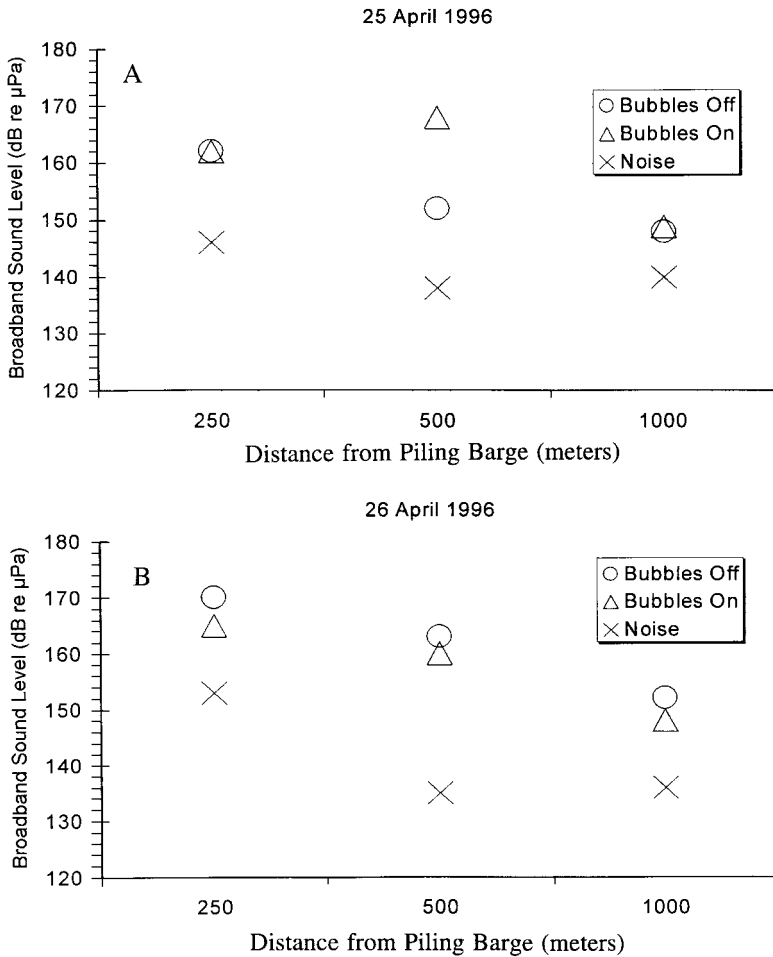 25 April 1996
A
Broadband Sound Level (dB re µPa)
180
170
160
150
140
130
120
Bubbles Off
Bubbles On
Noise
250 500 1000
Distance from Piling Barge (meters)
26 April 1996
B
Broadband Sound Level (dB re µPa)
180
170
160
150
140
130
120
Bubbles Off
Bubbles On
Noise
250 500 1000
Distance from Piling Barge (meters)